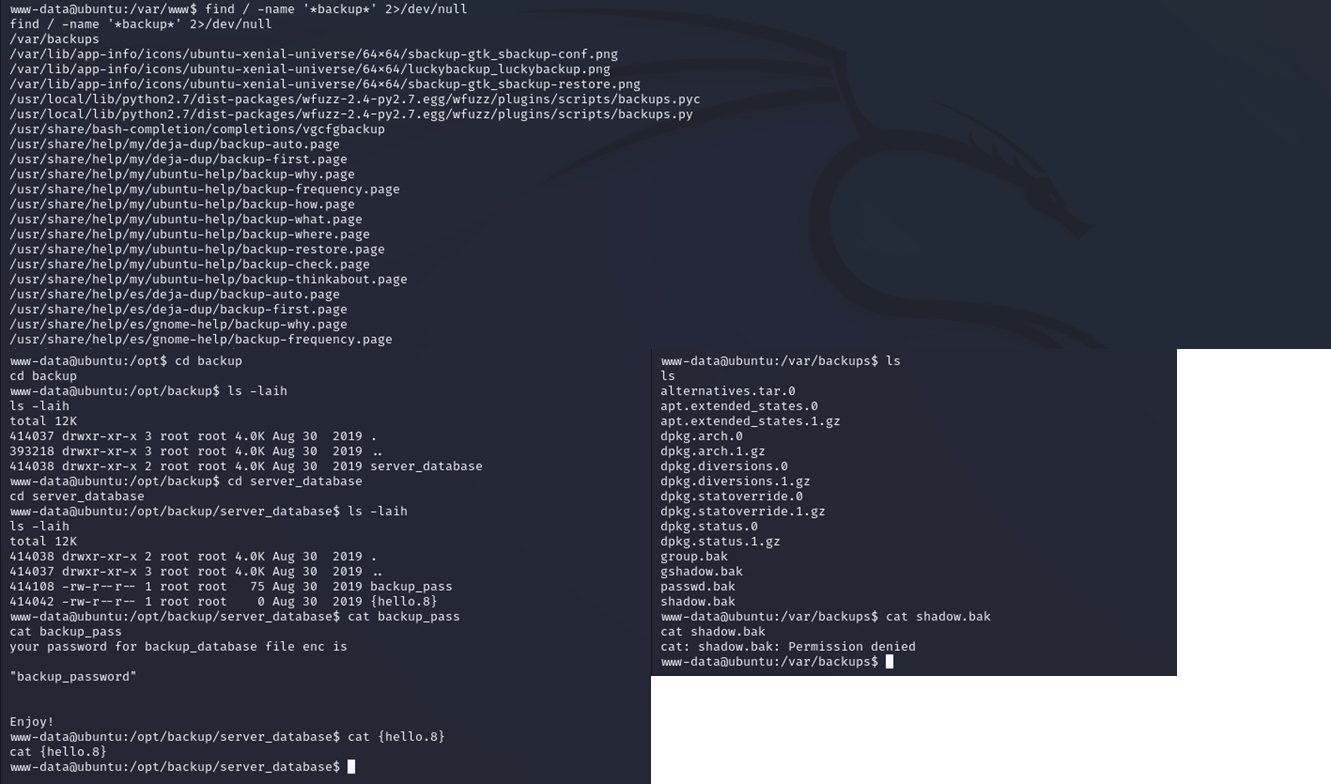 www-data@ubuntu:/var/www$ find / -name '*backup*' 2>/dev/null
find / -name '*backup*' 2>/dev/null
/var/backups
/var/lib/app-info/icons/ubuntu-xenial-universe/64×64/sbackup-gtk_sbackup-conf.png
/var/lib/app-info/icons/ubuntu-xenial-universe/64×64/luckybackup_luckybackup.png
/var/lib/app-info/icons/ubuntu-xenial-universe/64×64/sbackup-gtk_sbackup-restore.png
/usr/local/lib/python2.7/dist-packages/wfuzz-2.4-py2.7.egg/wfuzz/plugins/scripts/backups.pyc
/usr/local/lib/python2.7/dist-packages/wfuzz-2.4-py2.7.egg/wfuzz/plugins/scripts/backups.py
/usr/share/bash-completion/completions/vgcfgbackup
/usr/share/help/my/deja-dup/backup-auto.page
/usr/share/help/my/deja-dup/backup-first.page
/usr/share/help/my/ubuntu-help/backup-why.page
/usr/share/help/my/ubuntu-help/backup-frequency.page
/usr/share/help/my/ubuntu-help/backup-how.page
/usr/share/help/my/ubuntu-help/backup-what.page
/usr/share/help/my/ubuntu-help/backup-where.page
/usr/share/help/my/ubuntu-help/backup-restore.page
/usr/share/help/my/ubuntu-help/backup-check.page
/usr/share/help/my/ubuntu-help/backup-thinkabout.page
/usr/share/help/es/deja-dup/backup-auto.page
/usr/share/help/es/deja-dup/backup-first.page
/usr/share/help/es/gnome-help/backup-why.page
/usr/share/help/es/gnome-help/backup-frequency.page
www-data@ubuntu:/opt$ cd backup
cd backup
www-data@ubuntu:/opt/backup$ ls -laih
ls -laih
total 12K
414037 drwxr-xr-x 3 root root 4.0K Aug 30  2019 .
393218 drwxr-xr-x 3 root root 4.0K Aug 30  2019 ..
414038 drwxr-xr-x 2 root root 4.0K Aug 30  2019 server_database
www-data@ubuntu:/opt/backup$ cd server_database
cd server_database
www-data@ubuntu:/opt/backup/server_database$ ls -laih
ls -laih
total 12K
414038 drwxr-xr-x 2 root root 4.0K Aug 30  2019 .
414037 drwxr-xr-x 3 root root 4.0K Aug 30  2019 ..
414108 -rw-r--r-- 1 root root   75 Aug 30  2019 backup_pass
414042 -rw-r--r-- 1 root root    0 Aug 30  2019 {hello.8}
www-data@ubuntu:/opt/backup/server_database$ cat backup_pass
cat backup_pass
your password for backup_database file enc is
"backup_password"
Enjoy!
www-data@ubuntu:/opt/backup/server_database$ cat {hello.8}
cat {hello.8}
www-data@ubuntu:/opt/backup/server_database$
www-data@ubuntu:/var/backups$ ls
ls
alternatives.tar.0
apt.extended_states.0
apt.extended_states.1.gz
dpkg.arch.0
dpkg.arch.1.gz
dpkg.diversions.0
dpkg.diversions.1.gz
dpkg.statoverride.0
dpkg.statoverride.1.gz
dpkg.status.0
dpkg.status.1.gz
group.bak
gshadow.bak
passwd.bak
shadow.bak
www-data@ubuntu:/var/backups$ cat shadow.bak
cat shadow.bak
cat: shadow.bak: Permission denied
www-data@ubuntu:/var/backups$